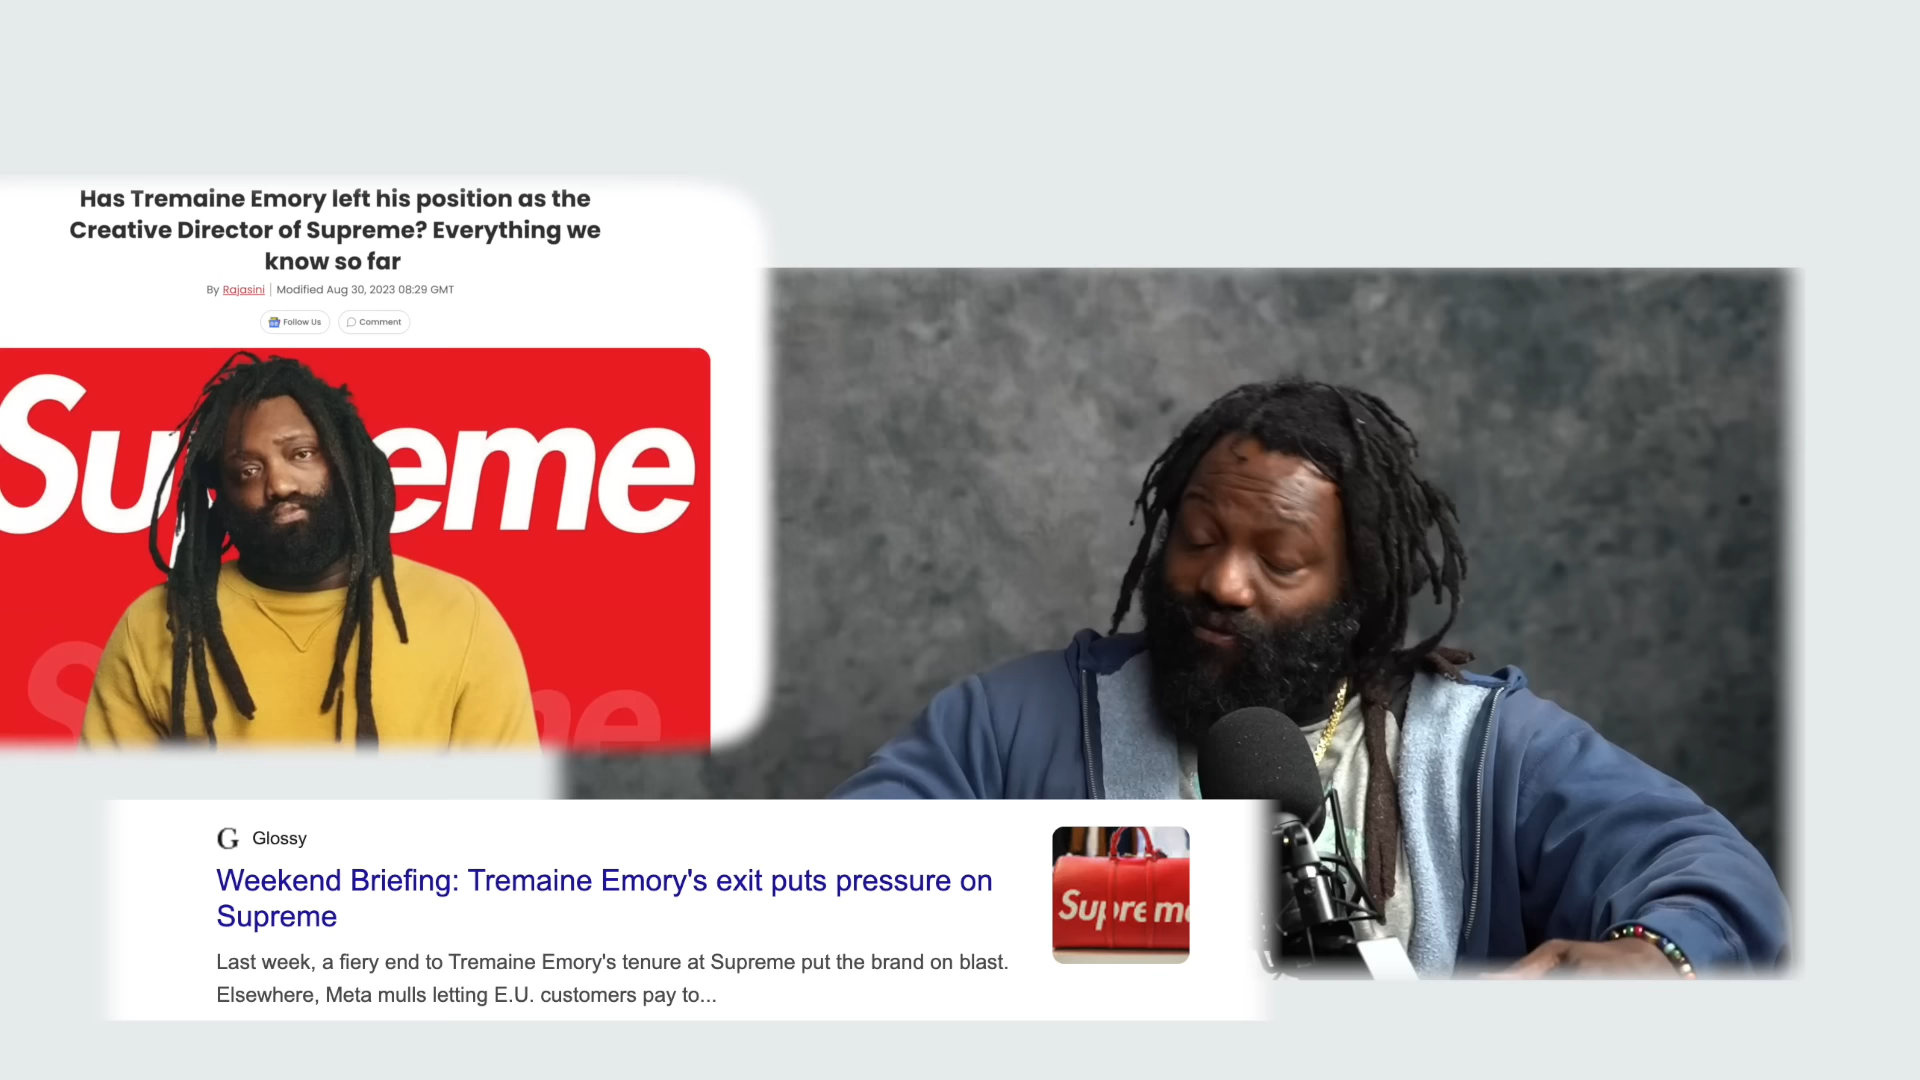 Has Tremaine Emory left his position as the
Creative Director of Supreme? Everything we
know so far
By Rajasini | Modified Aug 30, 2023 08:29 GMT
Follow Us
Comment
Supreme
G Glossy
Weekend Briefing: Tremaine Emory's exit puts pressure on
Supreme
Last week, a fiery end to Tremaine Emory's tenure at Supreme put the brand on blast.
Elsewhere, Meta mulls letting E.U. customers pay to...
Supreme